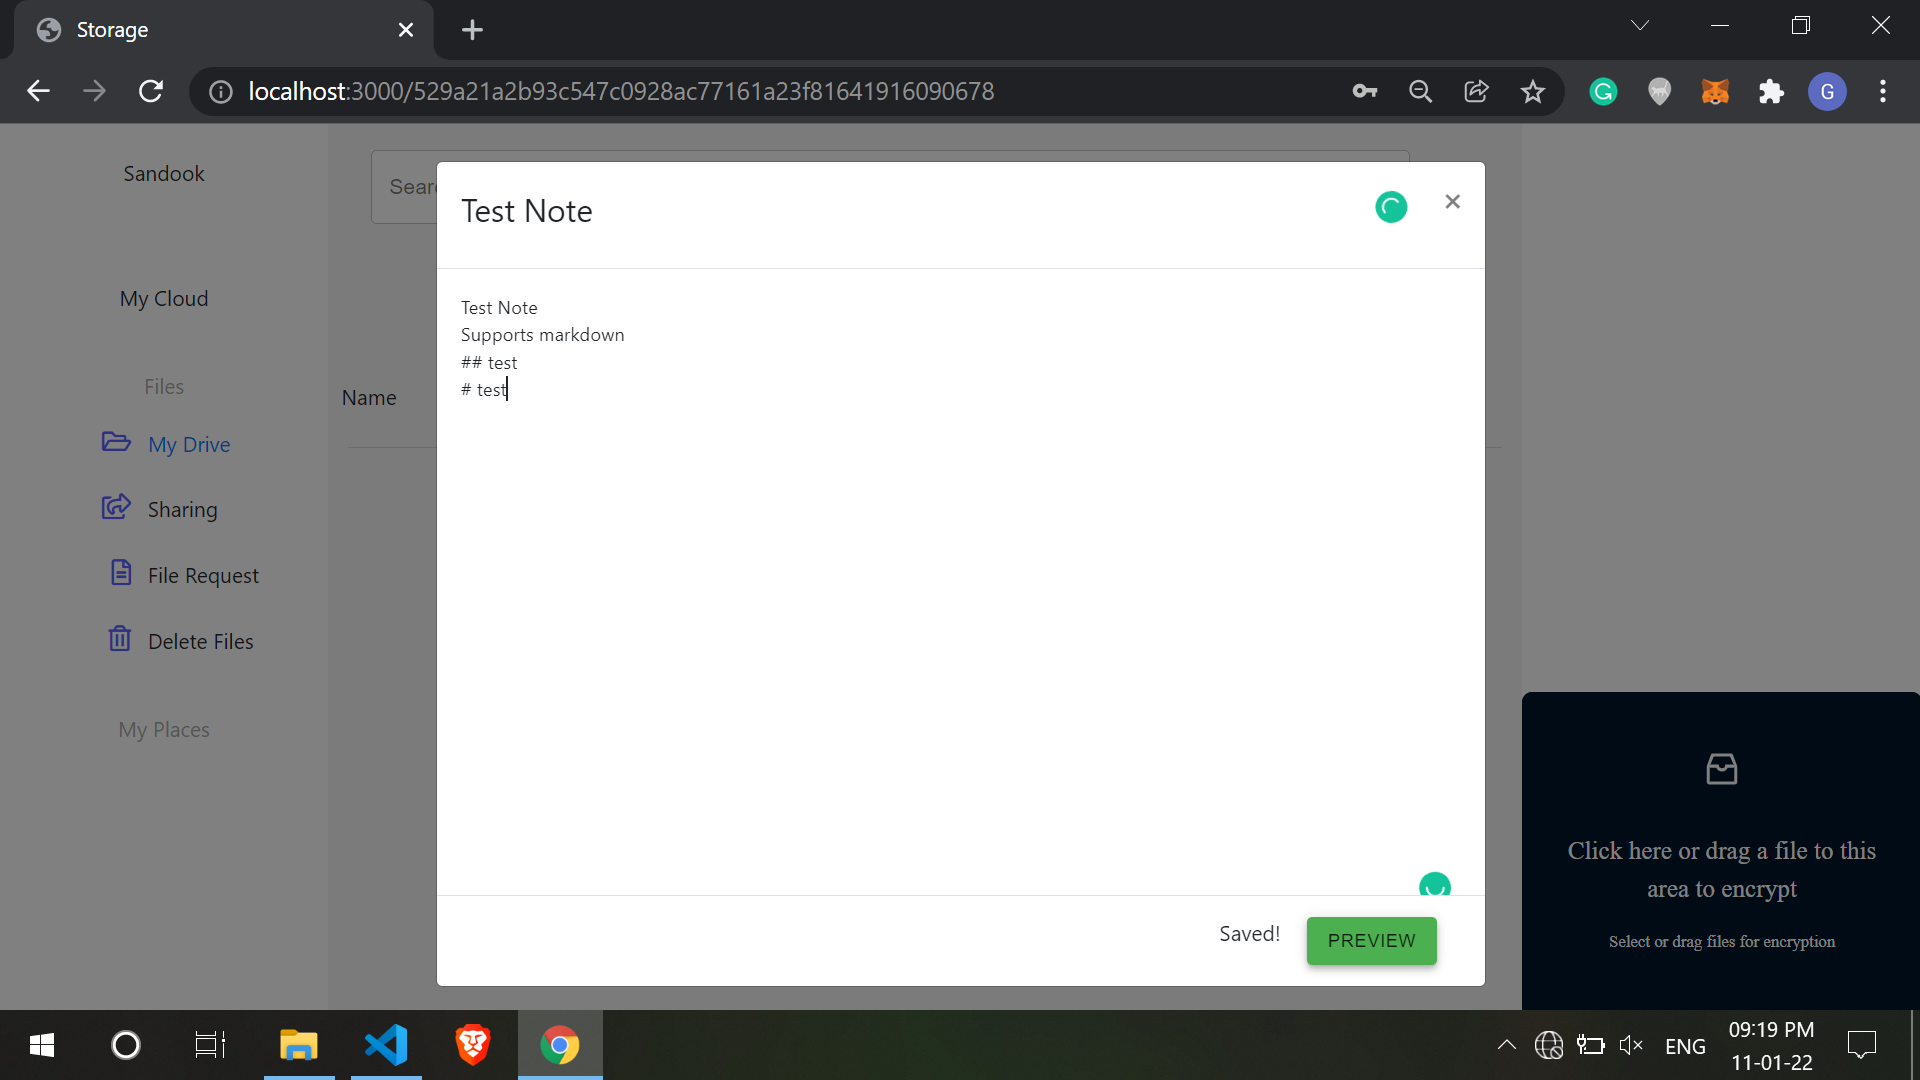 Storage
localhost:3000/529a21a2b93c547c0928ac77161a23f81641916090678
G
Sandook
Sear
My Cloud
Files
Name
My Drive
Sharing
File Request
Delete Files
My Places
Test Note
Test Note
Supports markdown
## test
# test
Saved!
PREVIEW
Click here or drag a file to this
area to encrypt
Select or drag files for encryption
ENG
09:19 PM
11-01-22